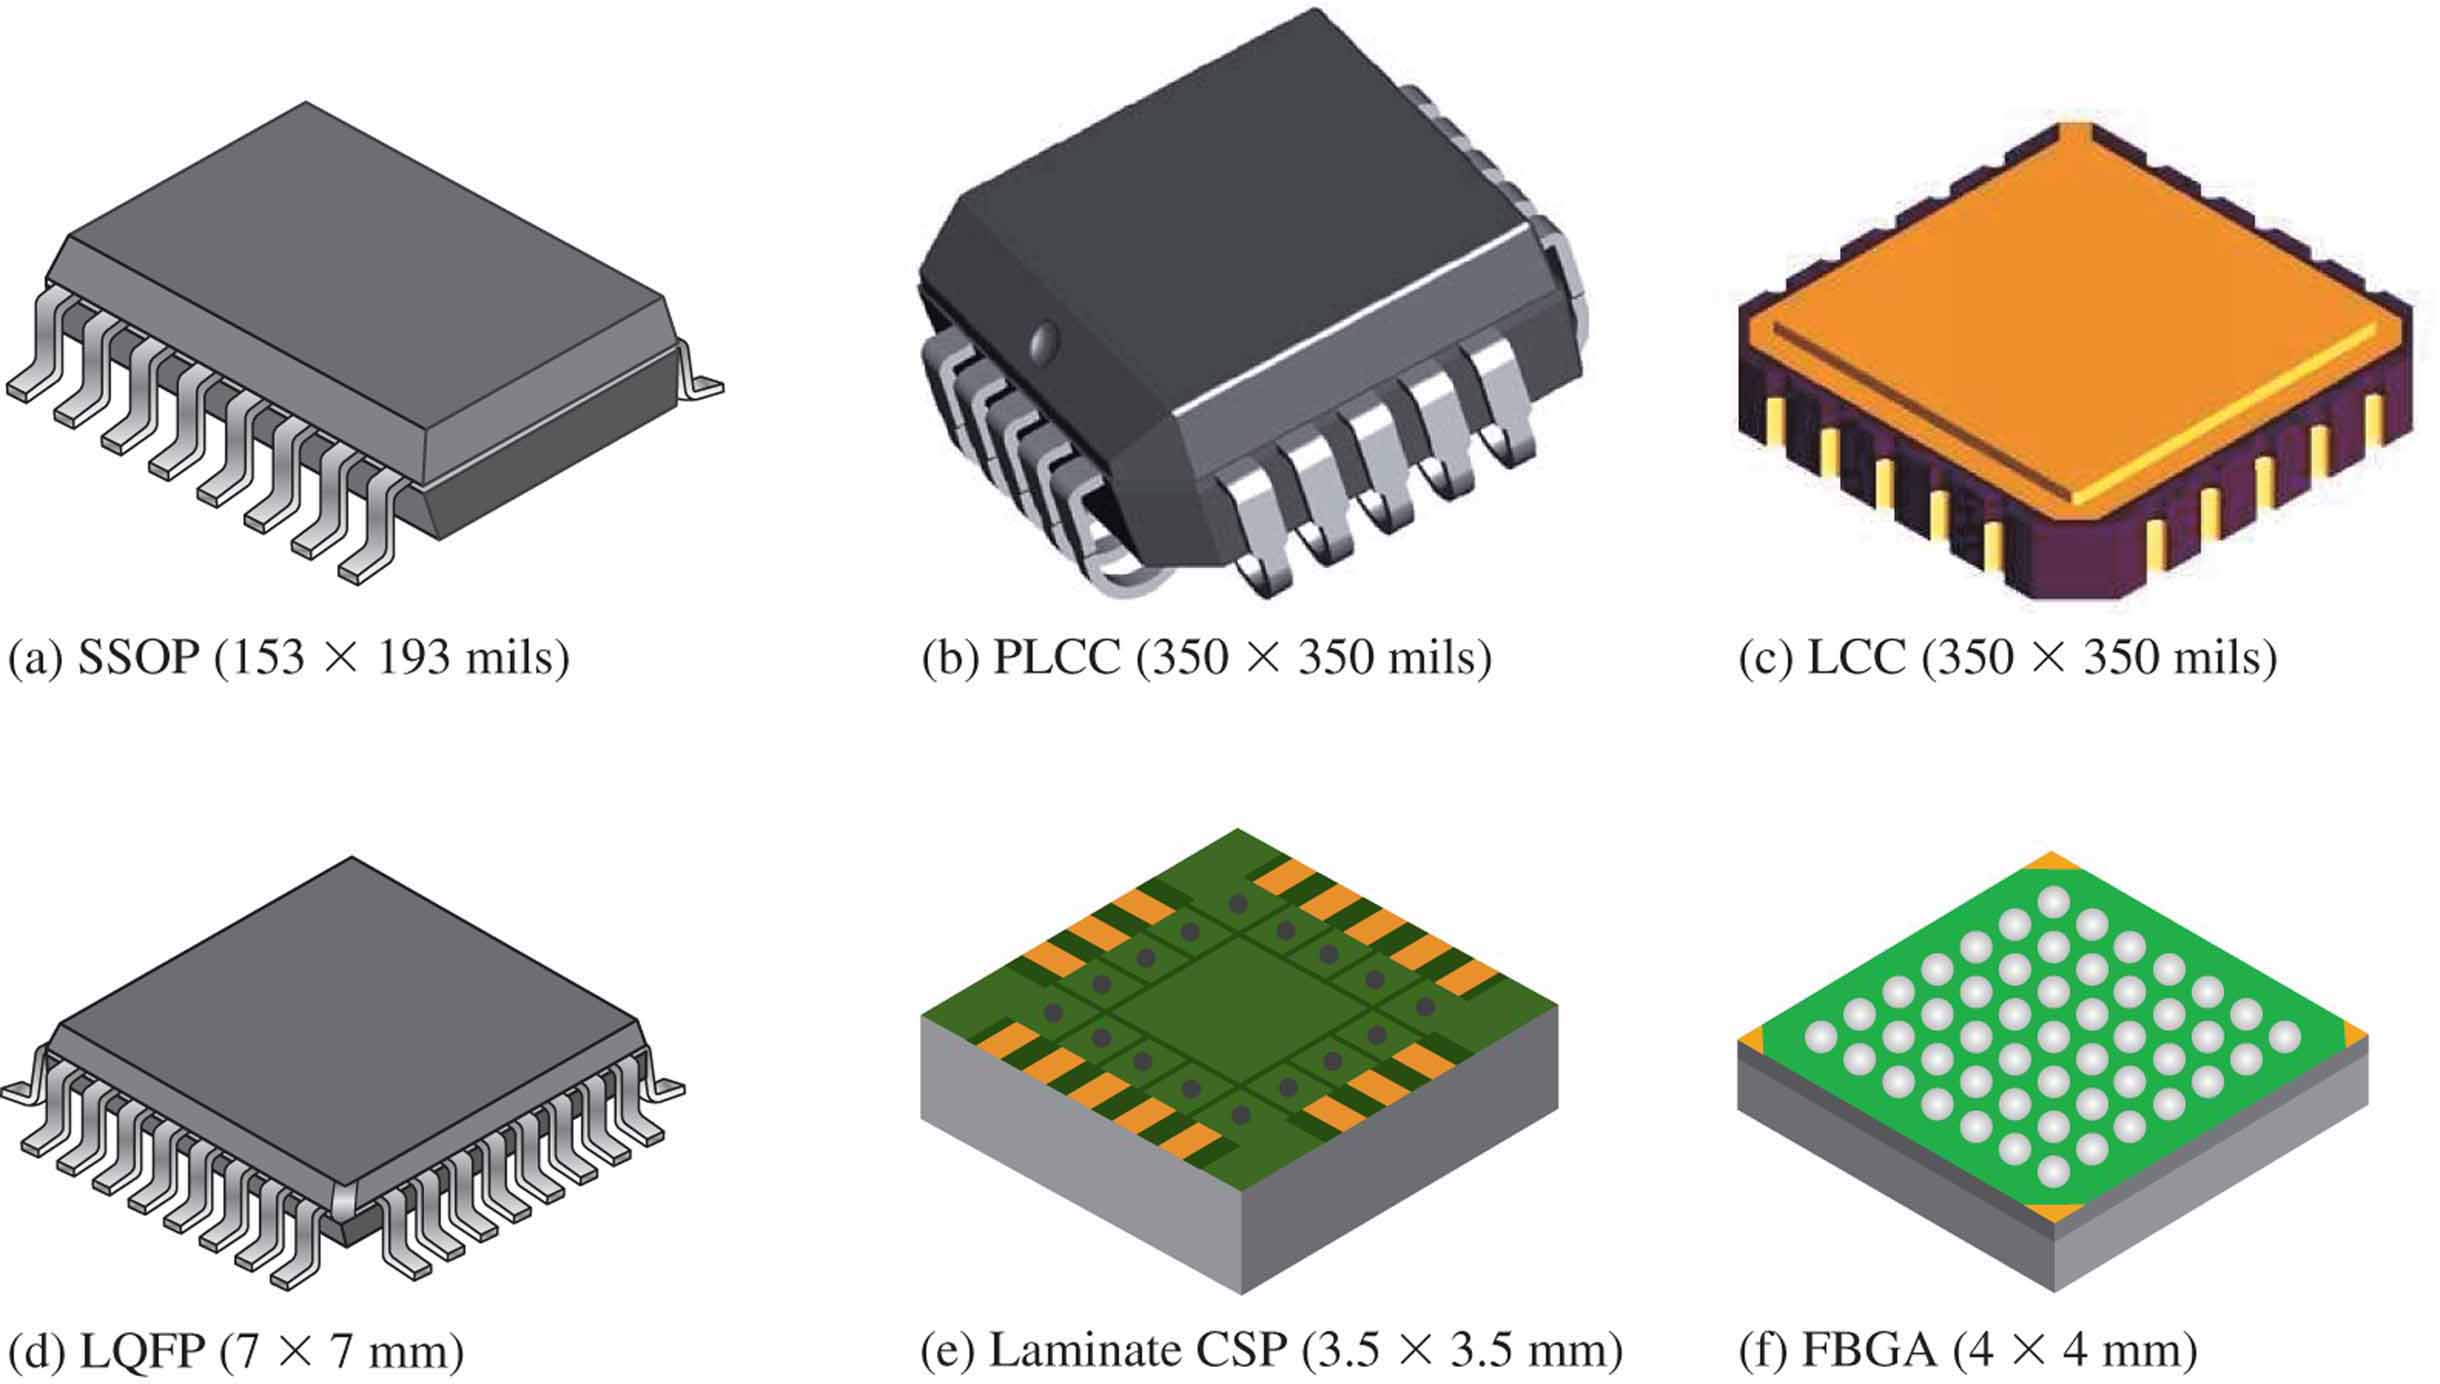 (a) SSOP (153 × 193 mils)
(b) PLCC (350 × 350 mils)
(c) LCC (350 × 350 mils)
(d) LQFP (7 × 7 mm)
(e) Laminate CSP (3.5 × 3.5 mm)
(f) FBGA (4 × 4 mm)